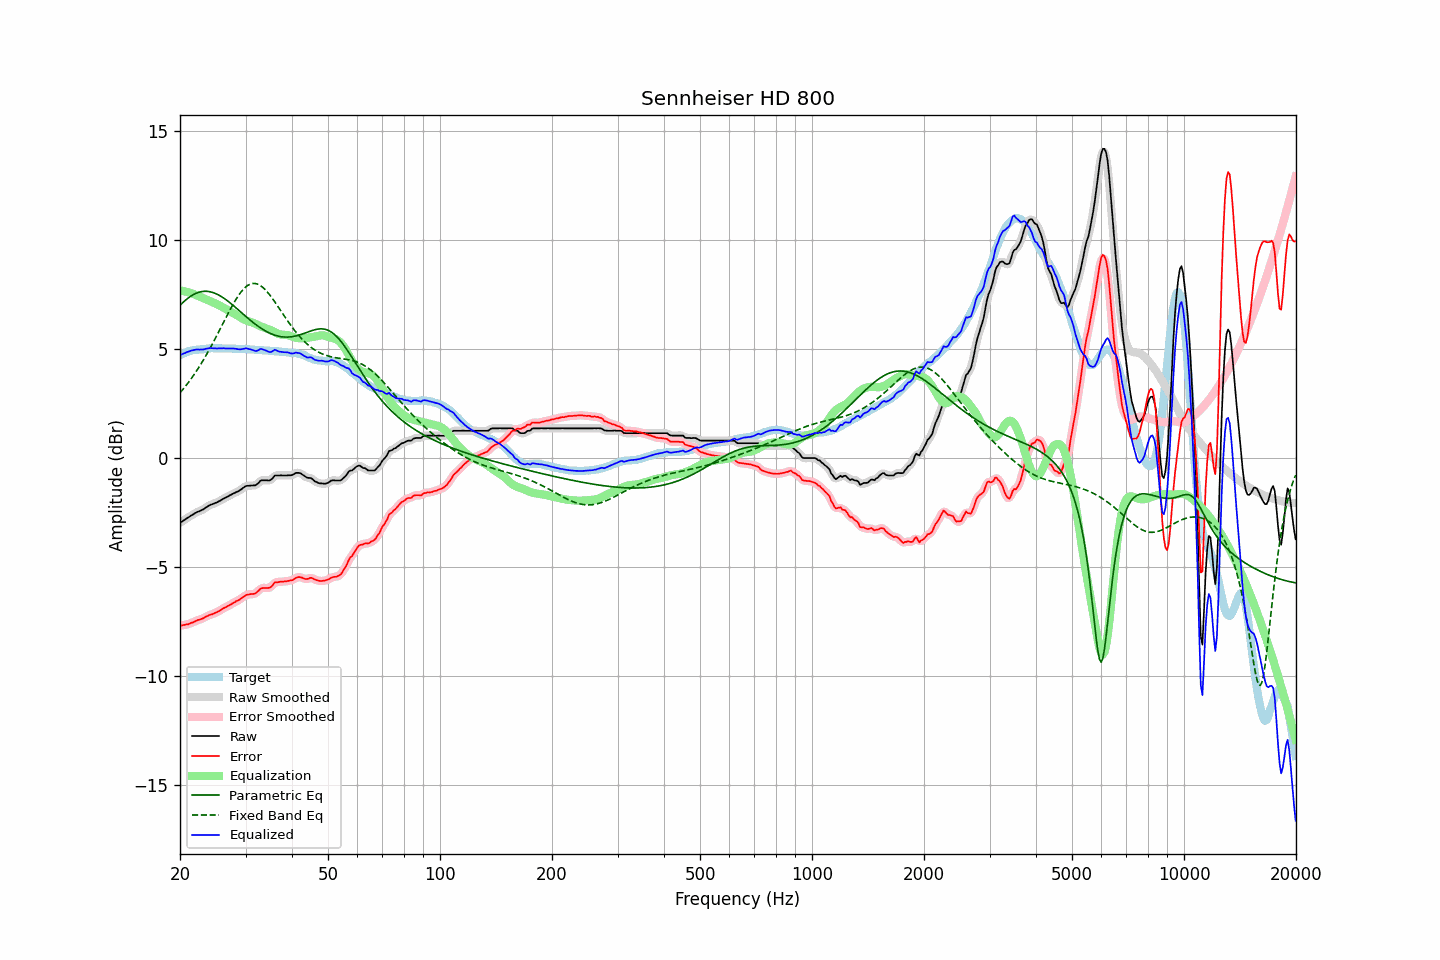 Sennheiser HD 800
Amplitude (dBr)
15
10
5
0
−5
−10
−15
Target
Raw Smoothed
Error Smoothed
Raw
Error
Equalization
Parametric Eq
Fixed Band Eq
Equalized
20
50
100
200
500
1000
2000
5000
10000
20000
Frequency (Hz)